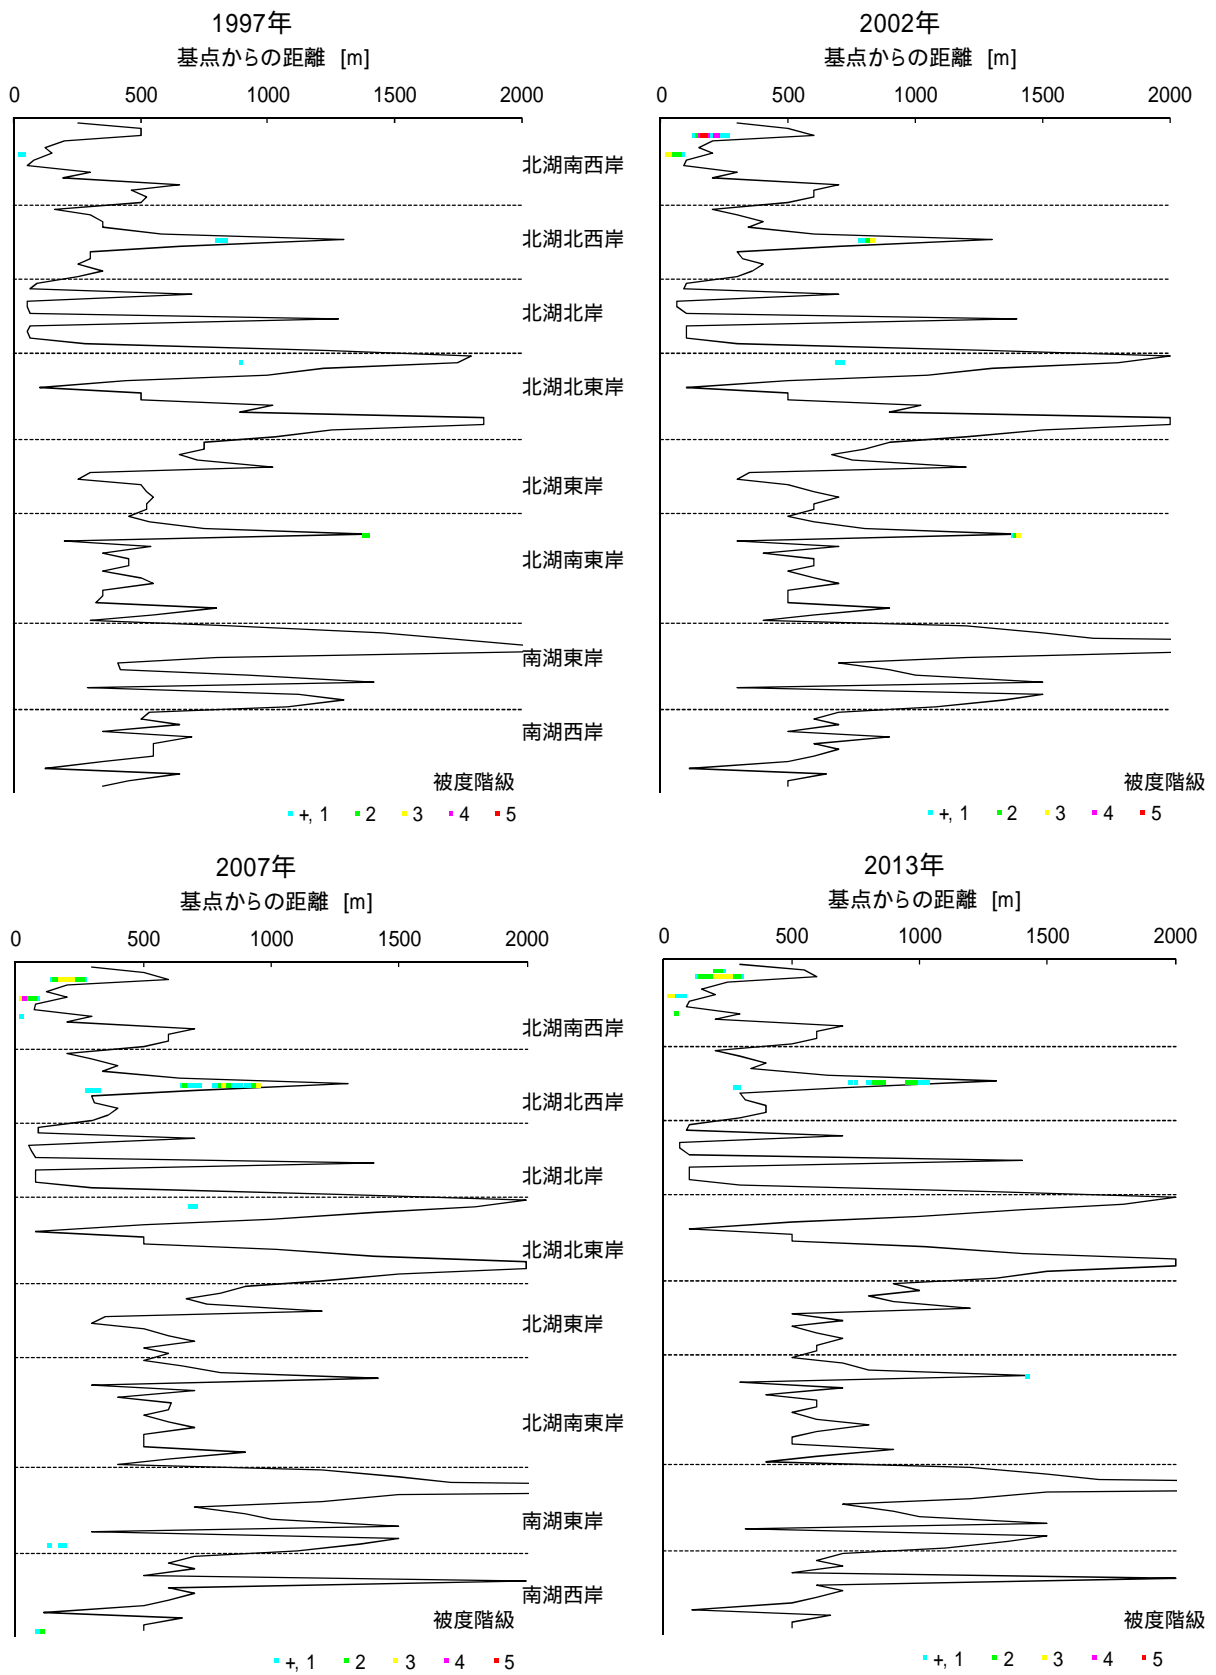 1997年
基点からの距離 [m]
0 500 1000 1500 2000
北湖南西岸
北湖北西岸
北湖北岸
北湖北東岸
北湖東岸
北湖南東岸
南湖東岸
南湖西岸
被度階級
+, 1 2 3 4 5
2002年
基点からの距離 [m]
0 500 1000 1500 2000
被度階級
+, 1 2 3 4 5
2007年
基点からの距離 [m]
0 500 1000 1500 2000
北湖南西岸
北湖北西岸
北湖北岸
北湖北東岸
北湖東岸
北湖南東岸
南湖東岸
南湖西岸
被度階級
+, 1 2 3 4 5
2013年
基点からの距離 [m]
0 500 1000 1500 2000
被度階級
+, 1 2 3 4 5